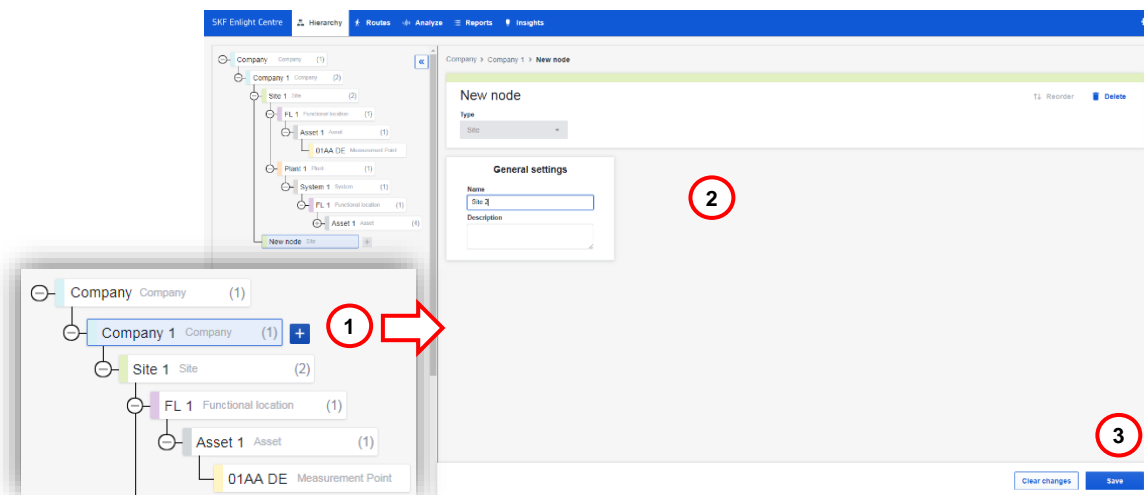 SKF Enlight Centre Hierarchy Routes Analyze Reports Insights
Company Company (1)
Company 1 Company (2)
Site 1 Site (2)
FL 1 Functional location (1)
Asset 1 Asset (1)
01AA DE Measurement Point
Plant 1 Plant (1)
System 1 System (1)
FL 1 Functional location (1)
Asset 1 Asset (4)
New node Site +
«
Company > Company 1 > New node
New node
Reorder Delete
Type
Site
General settings
Name
Site 2
Description
2
Company Company (1)
Company 1 Company (1) +
1
Site 1 Site (2)
FL 1 Functional location (1)
Asset 1 Asset (1)
01AA DE Measurement Point
3
Clear changes Save